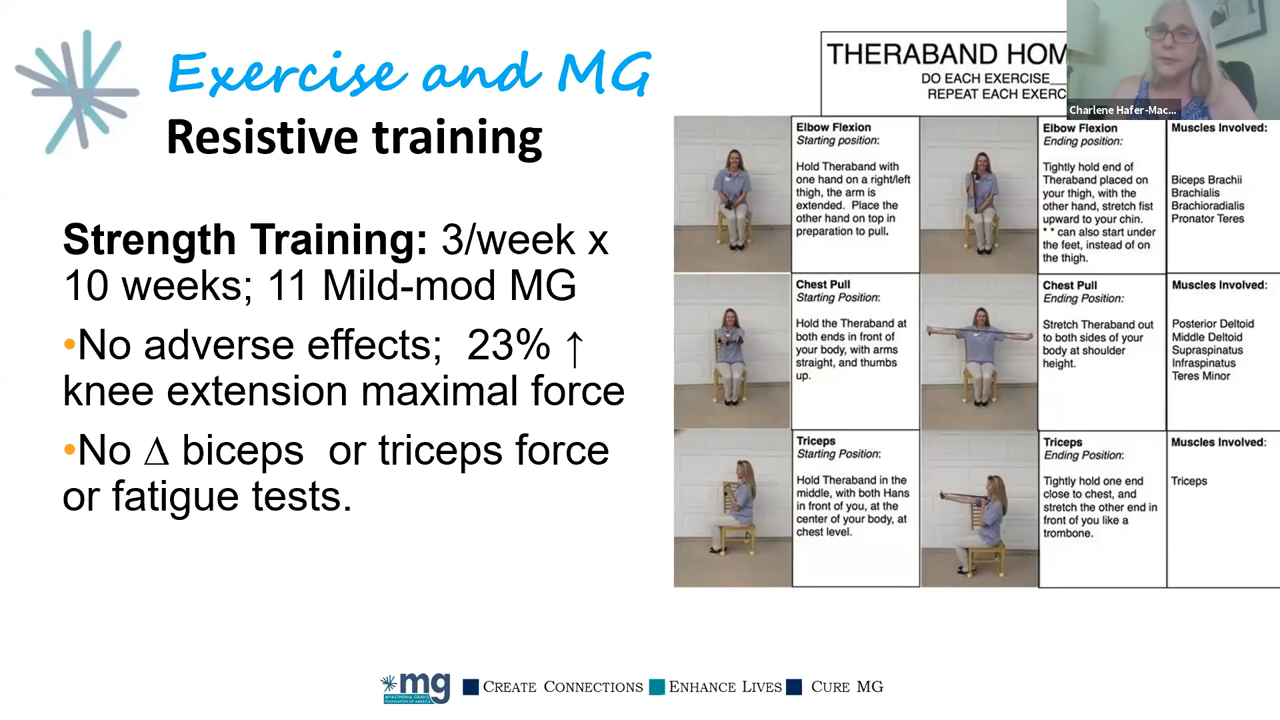 Exercise and MG
Resistive training
Strength Training: 3/week x
10 weeks; 11 Mild-mod MG
•No adverse effects;  23% ↑
knee extension maximal force
•No Δ biceps  or triceps force
or fatigue tests.
THERABAND HOM
DO EACH EXERCISE__
REPEAT EACH EXERC
Charlene Hafer-Mac...
Elbow Flexion
Starting position:
Hold Theraband with
one hand on a right/left
thigh, the arm is
extended.  Place the
other hand on top in
preparation to pull.
Elbow Flexion
Ending position:
Tightly hold end of
Theraband placed on
your thigh, with the
other hand, stretch fist
upward to your chin.
* * can also start under
the feet, instead of on
the thigh.
Muscles Involved:
Biceps Brachii
Brachialis
Brachioradialis
Pronator Teres
Chest Pull
Starting Position:
Hold the Theraband at
both ends in front of
your body, with arms
straight, and thumbs
up.
Chest Pull
Ending Position:
Stretch Theraband out
to both sides of your
body at shoulder
height.
Muscles Involved:
Posterior Deltoid
Middle Deltoid
Supraspinatus
Infraspinatus
Teres Minor
Triceps
Starting Position:
Hold Theraband in the
middle, with both Hans
in front of you, at the
center of your body, at
chest level.
Triceps
Ending Position:
Tightly hold one end
close to chest, and
stretch the other end in
front of you like a
trombone.
Muscles Involved:
Triceps
mg
MYASTHENIA GRAVIS
FOUNDATION OF AMERICA
CREATE CONNECTIONS ENHANCE LIVES CURE MG